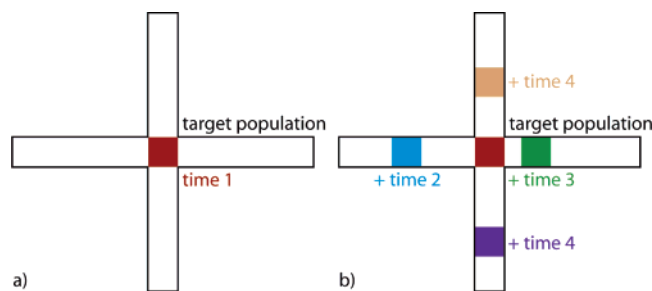 target population
time 1
a)
+ time 4
target population
+ time 2
+ time 3
+ time 4
b)